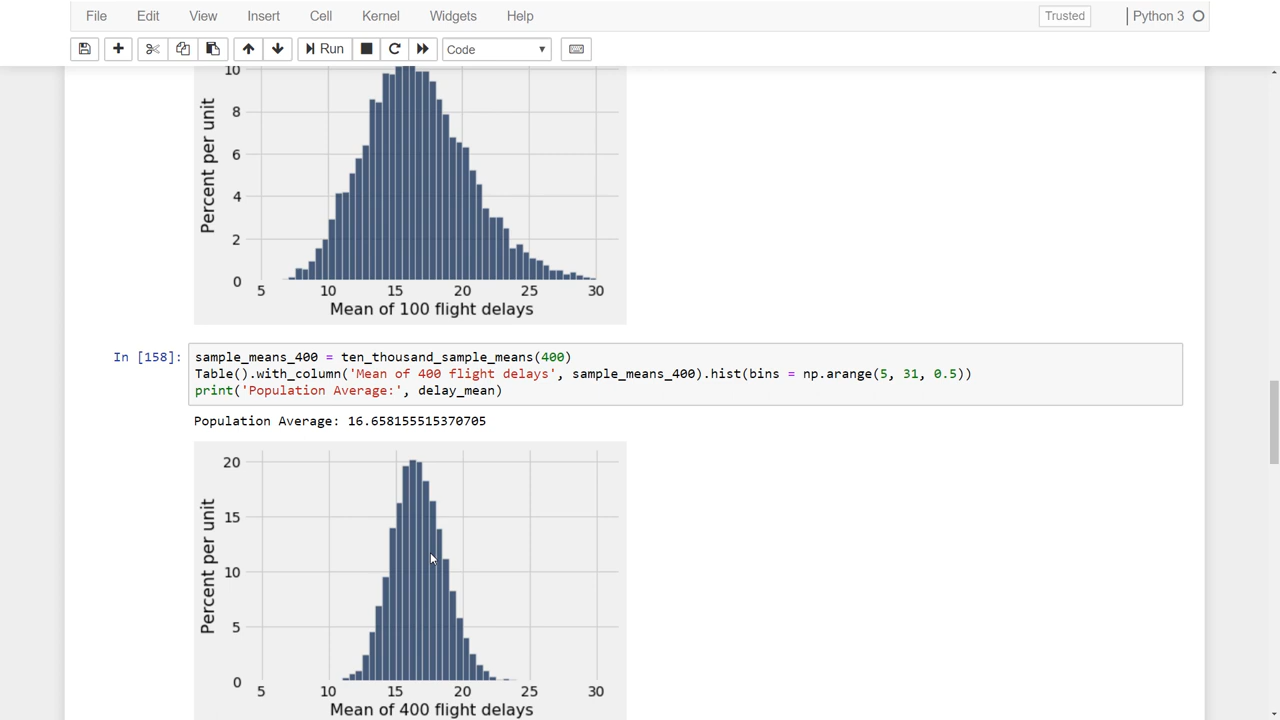 File Edit View Insert Cell Kernel Widgets Help Trusted Python 3
Run Code
10
8
6
4
2
0
Percent per unit
5 10 15 20 25 30
Mean of 100 flight delays
In [158]: sample_means_400 = ten_thousand_sample_means(400)
Table().with_column('Mean of 400 flight delays', sample_means_400).hist(bins = np.arange(5, 31, 0.5))
print('Population Average:', delay_mean)
Population Average: 16.658155515370705
20
15
10
5
0
Percent per unit
5 10 15 20 25 30
Mean of 400 flight delays